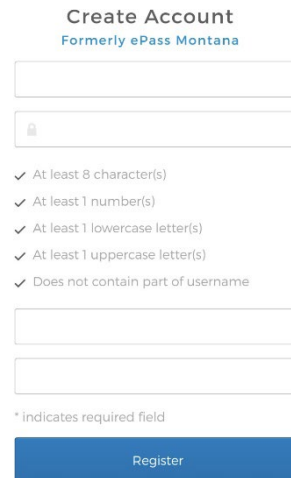 Create Account
Formerly ePass Montana
At least 8 character(s)
At least 1 number(s)
At least 1 lowercase letter(s)
At least 1 uppercase letter(s)
Does not contain part of username
* indicates required field
Register